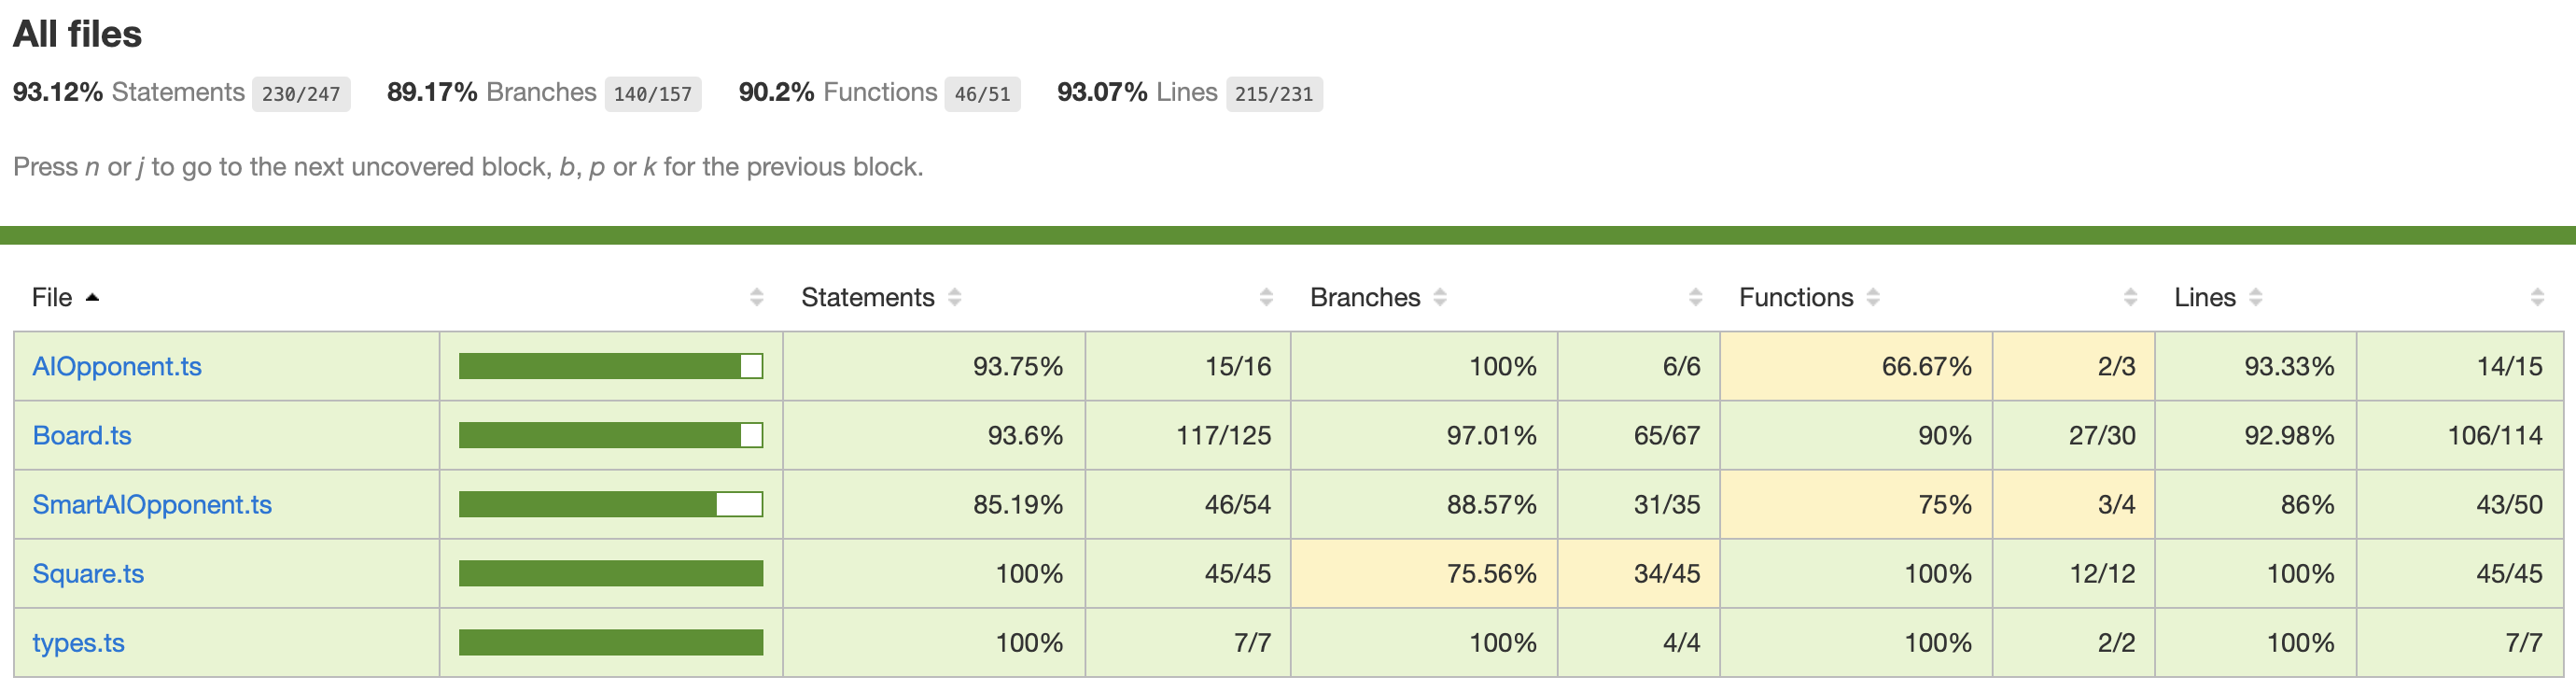 All files
93.12% Statements 230/247 89.17% Branches 140/157 90.2% Functions 46/51 93.07% Lines 215/231
Press n or j to go to the next uncovered block, b, p or k for the previous block.
File Statements Branches Functions Lines
AIOpponent.ts 93.75% 15/16 100% 6/6 66.67% 2/3 93.33% 14/15
Board.ts 93.6% 117/125 97.01% 65/67 90% 27/30 92.98% 106/114
SmartAIOpponent.ts 85.19% 46/54 88.57% 31/35 75% 3/4 86% 43/50
Square.ts 100% 45/45 75.56% 34/45 100% 12/12 100% 45/45
types.ts 100% 7/7 100% 4/4 100% 2/2 100% 7/7